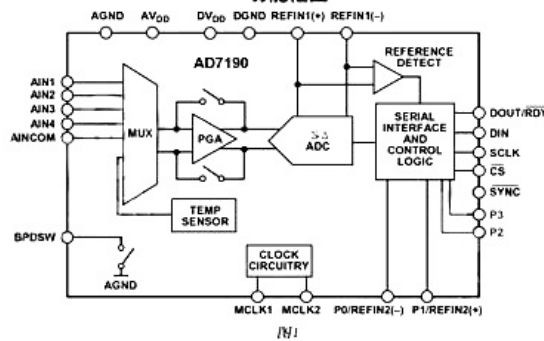 AGND AVDD DVDD DGND REFIN1(+) REFIN1(–)
AD7190
REFERENCE
DETECT
AIN1
AIN2
AIN3
AIN4
AINCOM
MUX
PGA
Σ-Δ
ADC
SERIAL
INTERFACE
AND
CONTROL
LOGIC
DOUT/RDY
DIN
SCLK
CS
SYNC
P3
P2
TEMP
SENSOR
BPDSW
AGND
CLOCK
CIRCUITRY
MCLK1 MCLK2 P0/REFIN2(–) P1/REFIN2(+)